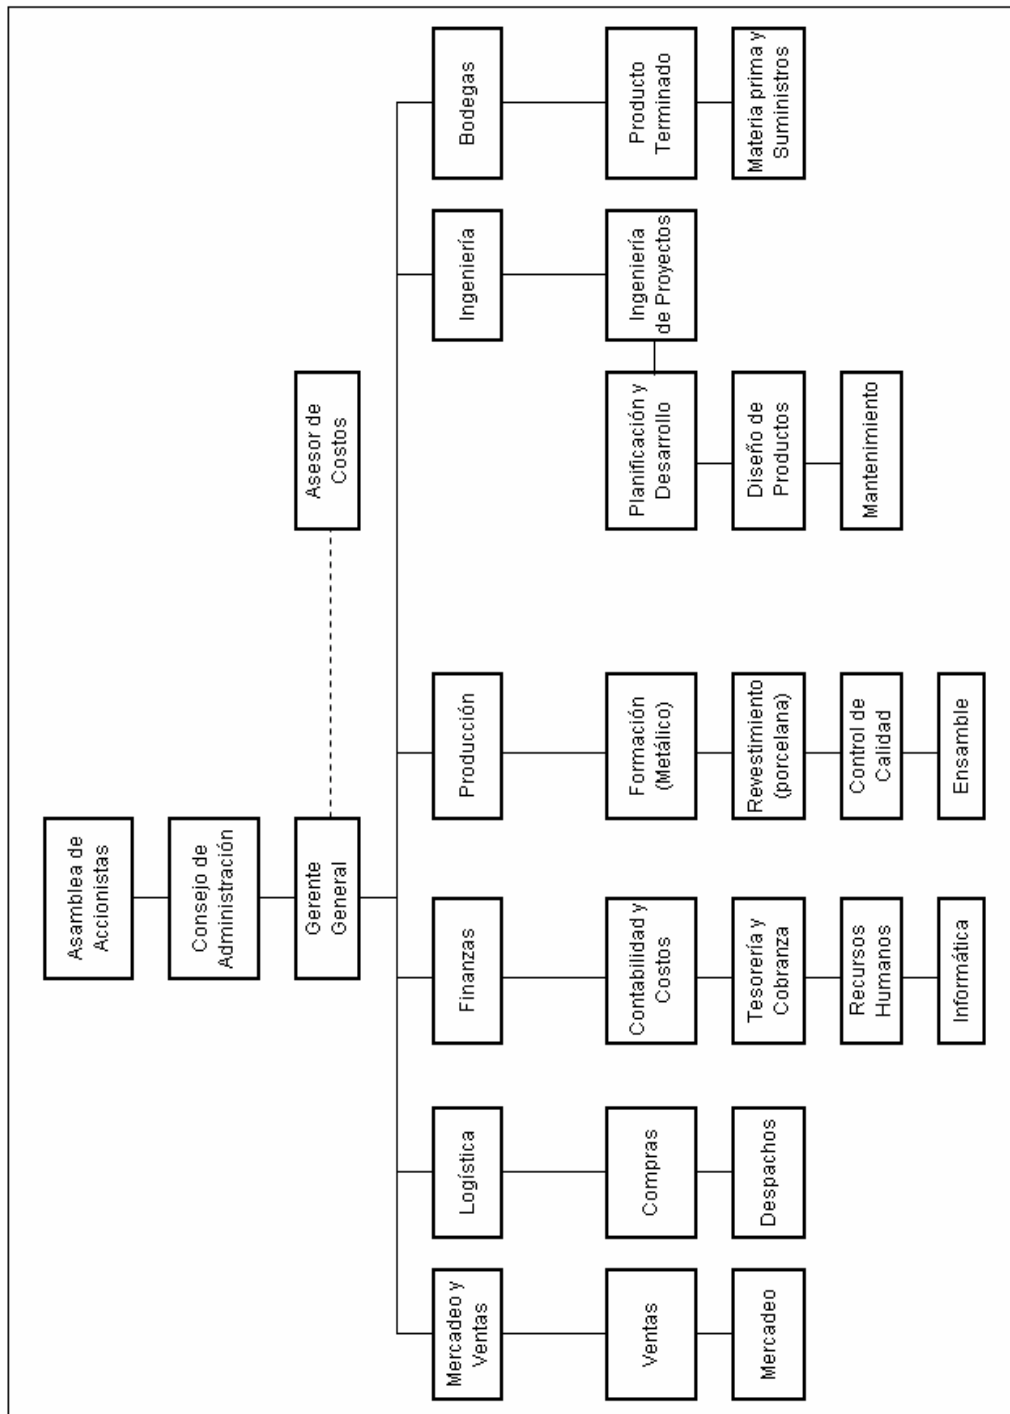 Asamblea de
Accionistas
Consejo de
Administración
Gerente
General
Asesor de
Costos
Mercadeo y
Ventas
Logística
Finanzas
Producción
Ingeniería
Bodegas
Ventas
Compras
Contabilidad y
Costos
Formación
(Metálico)
Planificación y
Desarrollo
Ingeniería
de Proyectos
Producto
Terminado
Mercadeo
Despachos
Tesorería y
Cobranza
Revestimiento
(porcelana)
Diseño de
Productos
Materia prima y
Suministros
Recursos
Humanos
Control de
Calidad
Mantenimiento
Informática
Ensamble